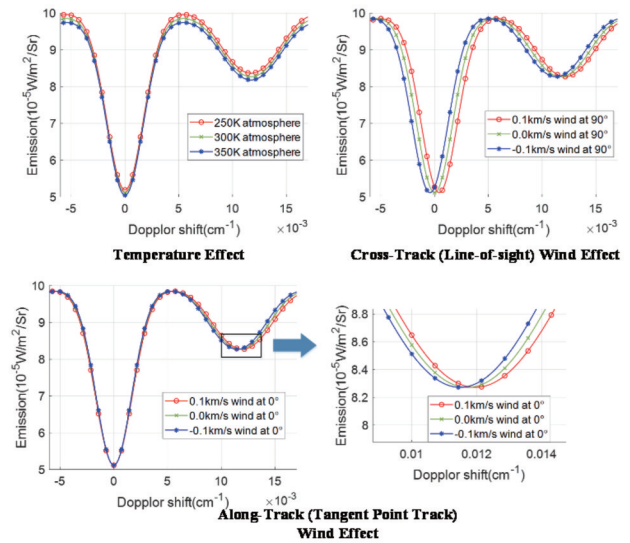 10
9
8
7
6
5
Emission(10⁻⁵W/m²/Sr)
250K atmosphere
300K atmosphere
350K atmosphere
-5 0 5 10 15
× 10⁻³
Dopplor shift(cm⁻¹)
Temperature Effect
10
9
8
7
6
5
Emission(10⁻⁵W/m²/Sr)
0.1km/s wind at 90°
0.0km/s wind at 90°
-0.1km/s wind at 90°
-5 0 5 10 15
× 10⁻³
Dopplor shift(cm⁻¹)
Cross-Track (Line-of-sight) Wind Effect
10
9
8
7
6
5
Emission(10⁻⁵W/m²/Sr)
0.1km/s wind at 0°
0.0km/s wind at 0°
-0.1km/s wind at 0°
-5 0 5 10 15
× 10⁻³
Dopplor shift(cm⁻¹)
8.8
8.6
8.4
8.2
8
Emission(10⁻⁵W/m²/Sr)
0.1km/s wind at 0°
0.0km/s wind at 0°
-0.1km/s wind at 0°
0.01 0.012 0.014
Dopplor shift(cm⁻¹)
Along-Track (Tangent Point Track)
Wind Effect